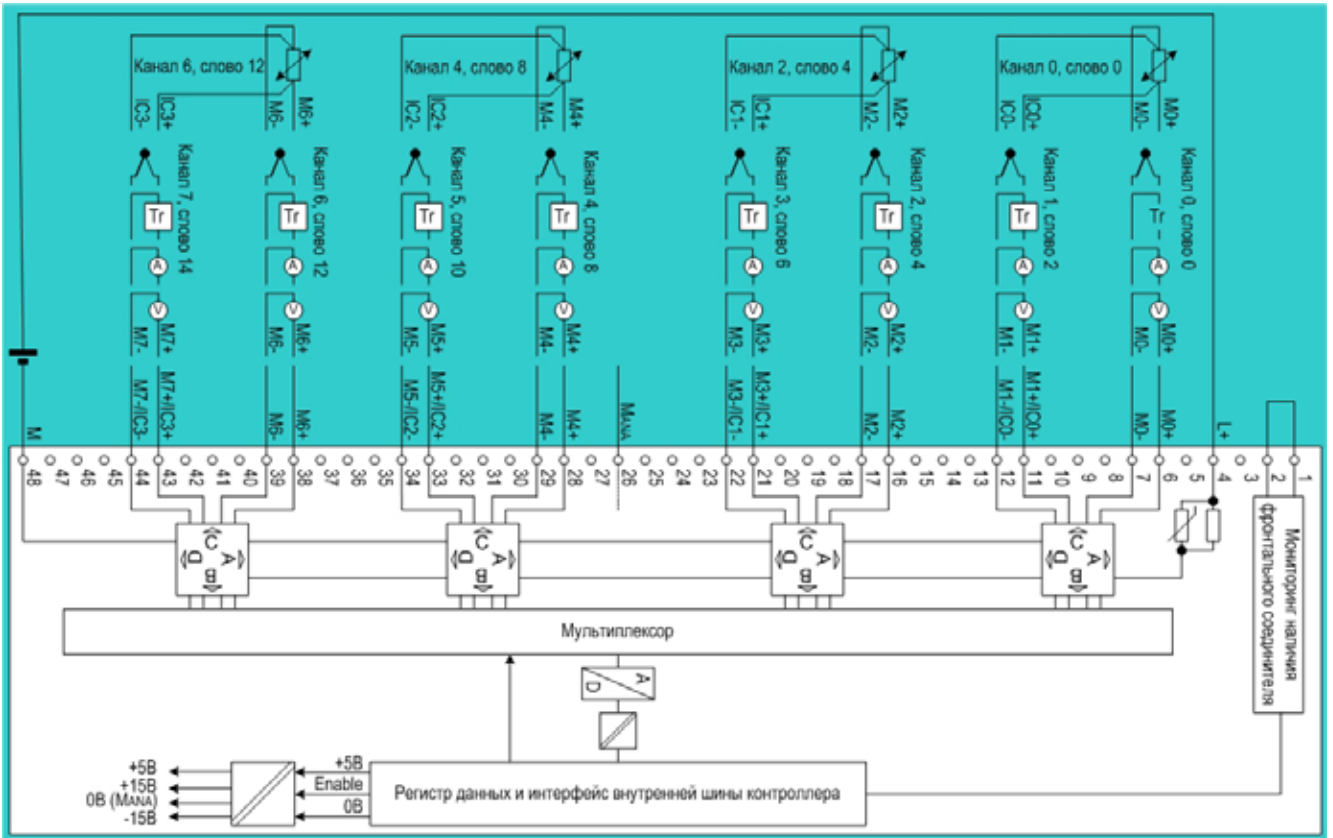 Канал 6, слово 12
Канал 4, слово 8
Канал 2, слово 4
Канал 0, слово 0
IC3-
IC3+
M6-
M6+
IC2-
IC2+
M4-
M4+
IC1-
IC1+
M2-
M2+
IC0-
IC0+
M0-
M0+
Канал 7, слово 14
Канал 6, слово 12
Канал 5, слово 10
Канал 4, слово 8
Канал 3, слово 6
Канал 2, слово 4
Канал 1, слово 2
Канал 0, слово 0
Tr
Tr
Tr
Tr
Tr
Tr
Tr
Tr
A
A
A
A
A
A
A
A
V
V
V
V
V
V
V
V
M7-
M7+
M6-
M6+
M5-
M5+
M4-
M4+
M3-
M3+
M2-
M2+
M1-
M1+
M0-
M0+
M
M7-/IC3-
M7+/IC3+
M6-
M6+
M5-/IC2-
M5+/IC2+
M4-
M4+
MANA
M3-/IC1-
M3+/IC1+
M2-
M2+
M1-/IC0-
M1+/IC0+
M0-
M0+
L+
48 47 46 45 44 43 42 41 40 39 38 37 36 35 34 33 32 31 30 29 28 27 26 25 24 23 22 21 20 19 18 17 16 15 14 13 12 11 10 9 8 7 6 5 4 3 2 1
A
B
C
D
A
B
C
D
A
B
C
D
A
B
C
D
Мониторинг наличия
фронтального соединителя
Мультиплексор
A
D
+5В
+15В
0В (MANA)
-15В
+5В
Enable
0В
Регистр данных и интерфейс внутренней шины контроллера